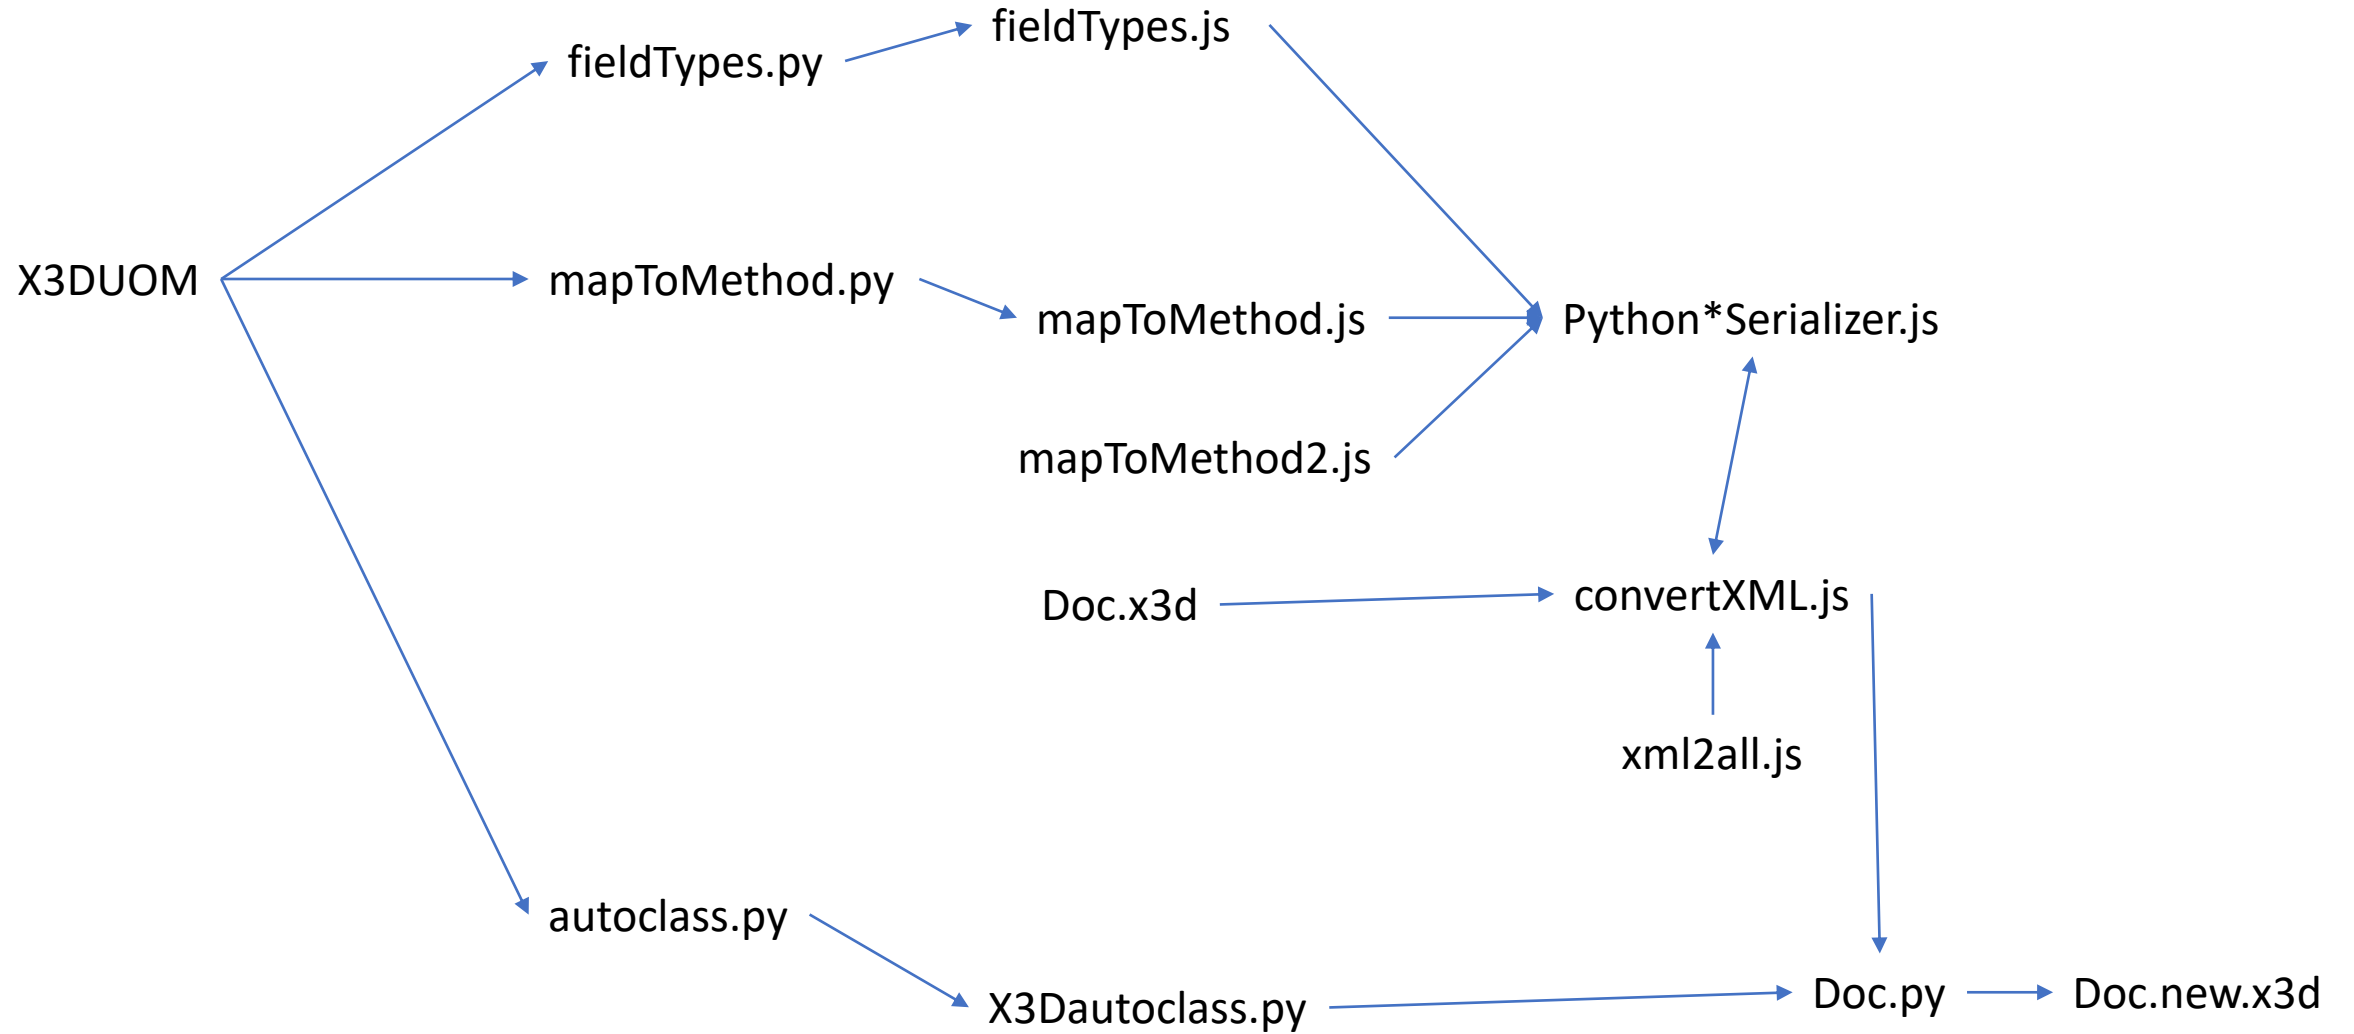 fieldTypes.js
fieldTypes.py
X3DUOM
mapToMethod.py
mapToMethod.js
Python*Serializer.js
mapToMethod2.js
Doc.x3d
convertXML.js
xml2all.js
autoclass.py
X3Dautoclass.py
Doc.py
Doc.new.x3d